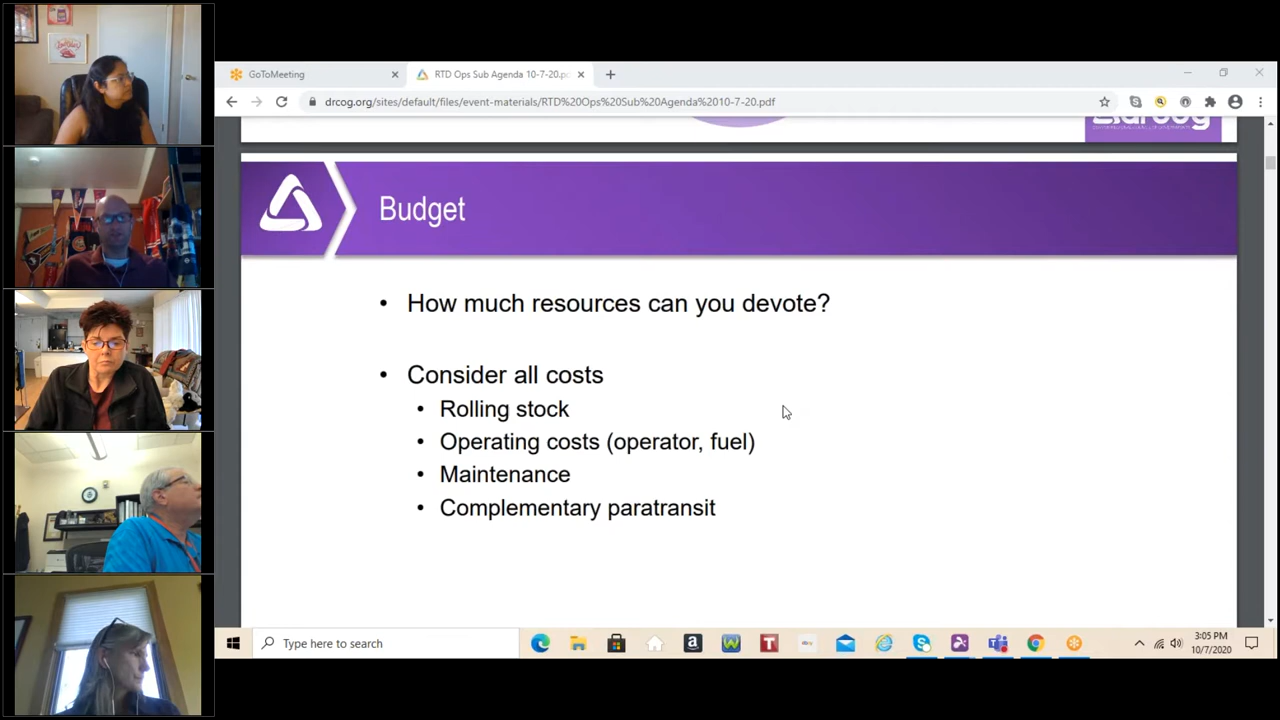 GoToMeeting
RTD Ops Sub Agenda 10-7-20.p
drcog.org/sites/default/files/event-materials/RTD%20Ops%20Sub%20Agenda%2010-7-20.pdf
drcog
Budget
• How much resources can you devote?
• Consider all costs
• Rolling stock
• Operating costs (operator, fuel)
• Maintenance
• Complementary paratransit
Type here to search
3:05 PM
10/7/2020